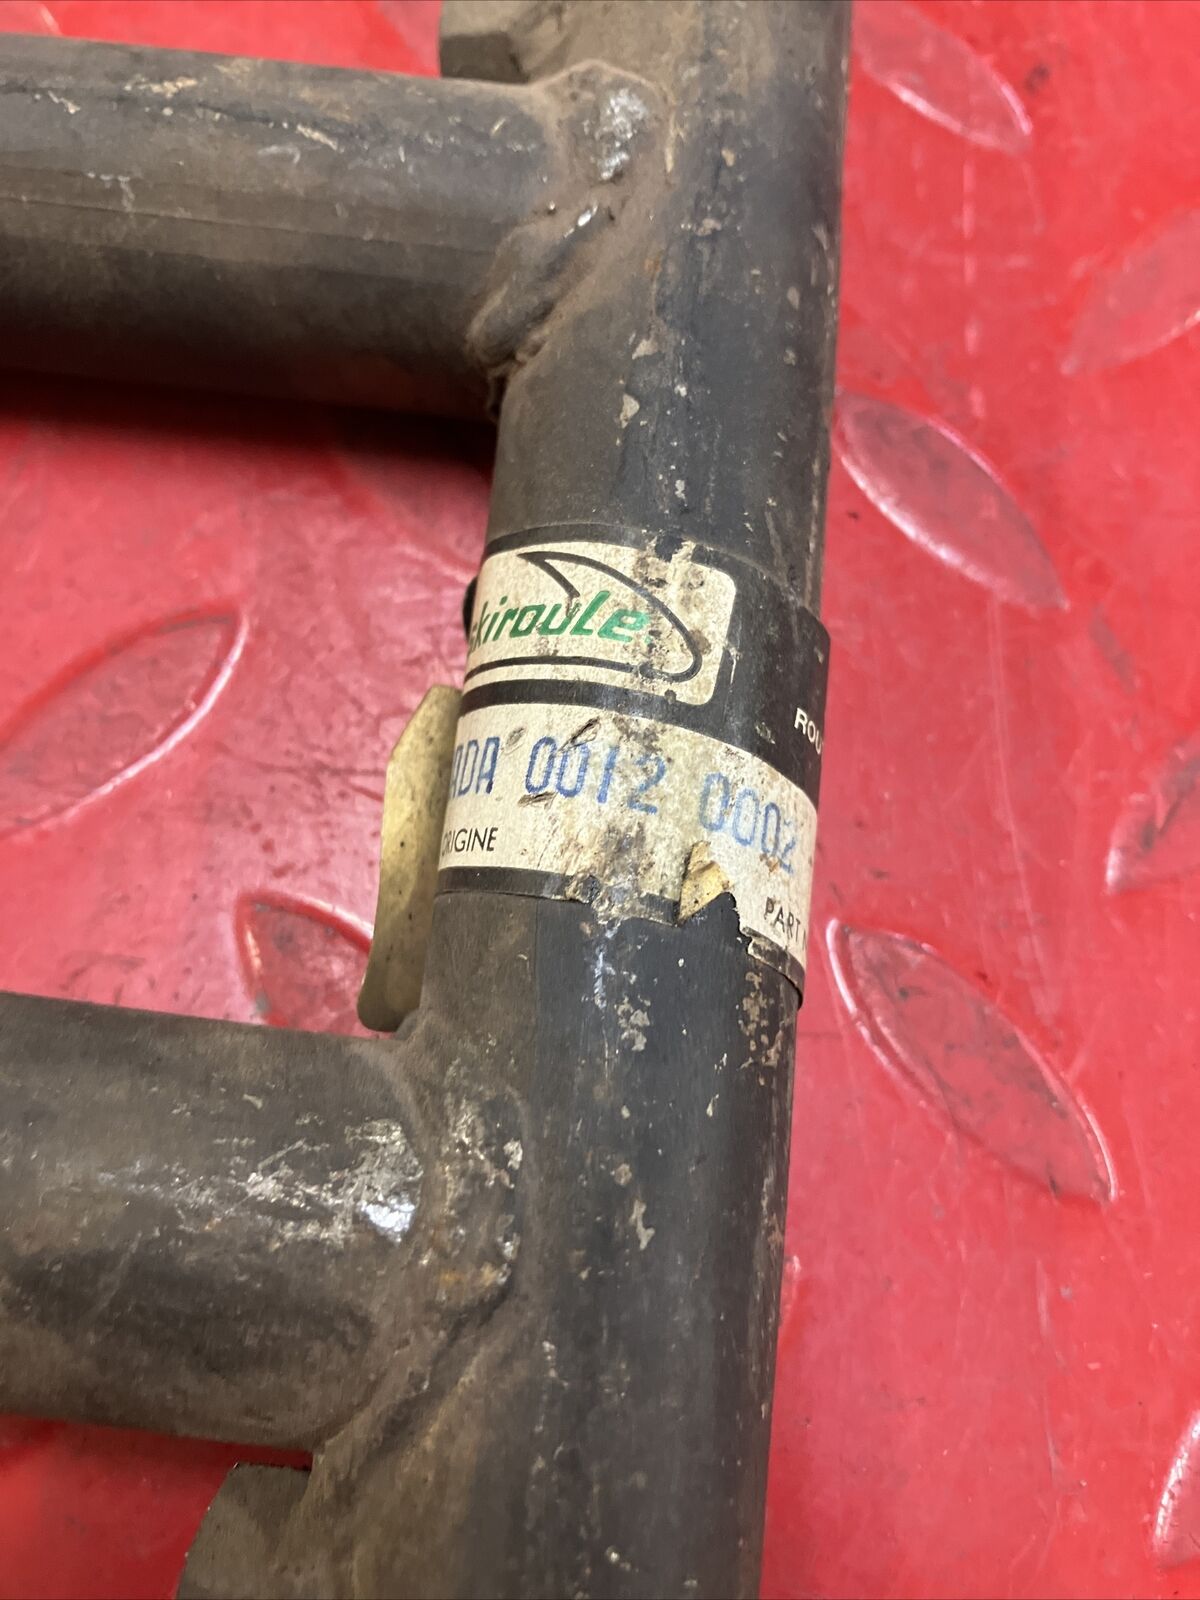 kiroule
ROU
ADA 0012 0002
ORIGINE
PART N